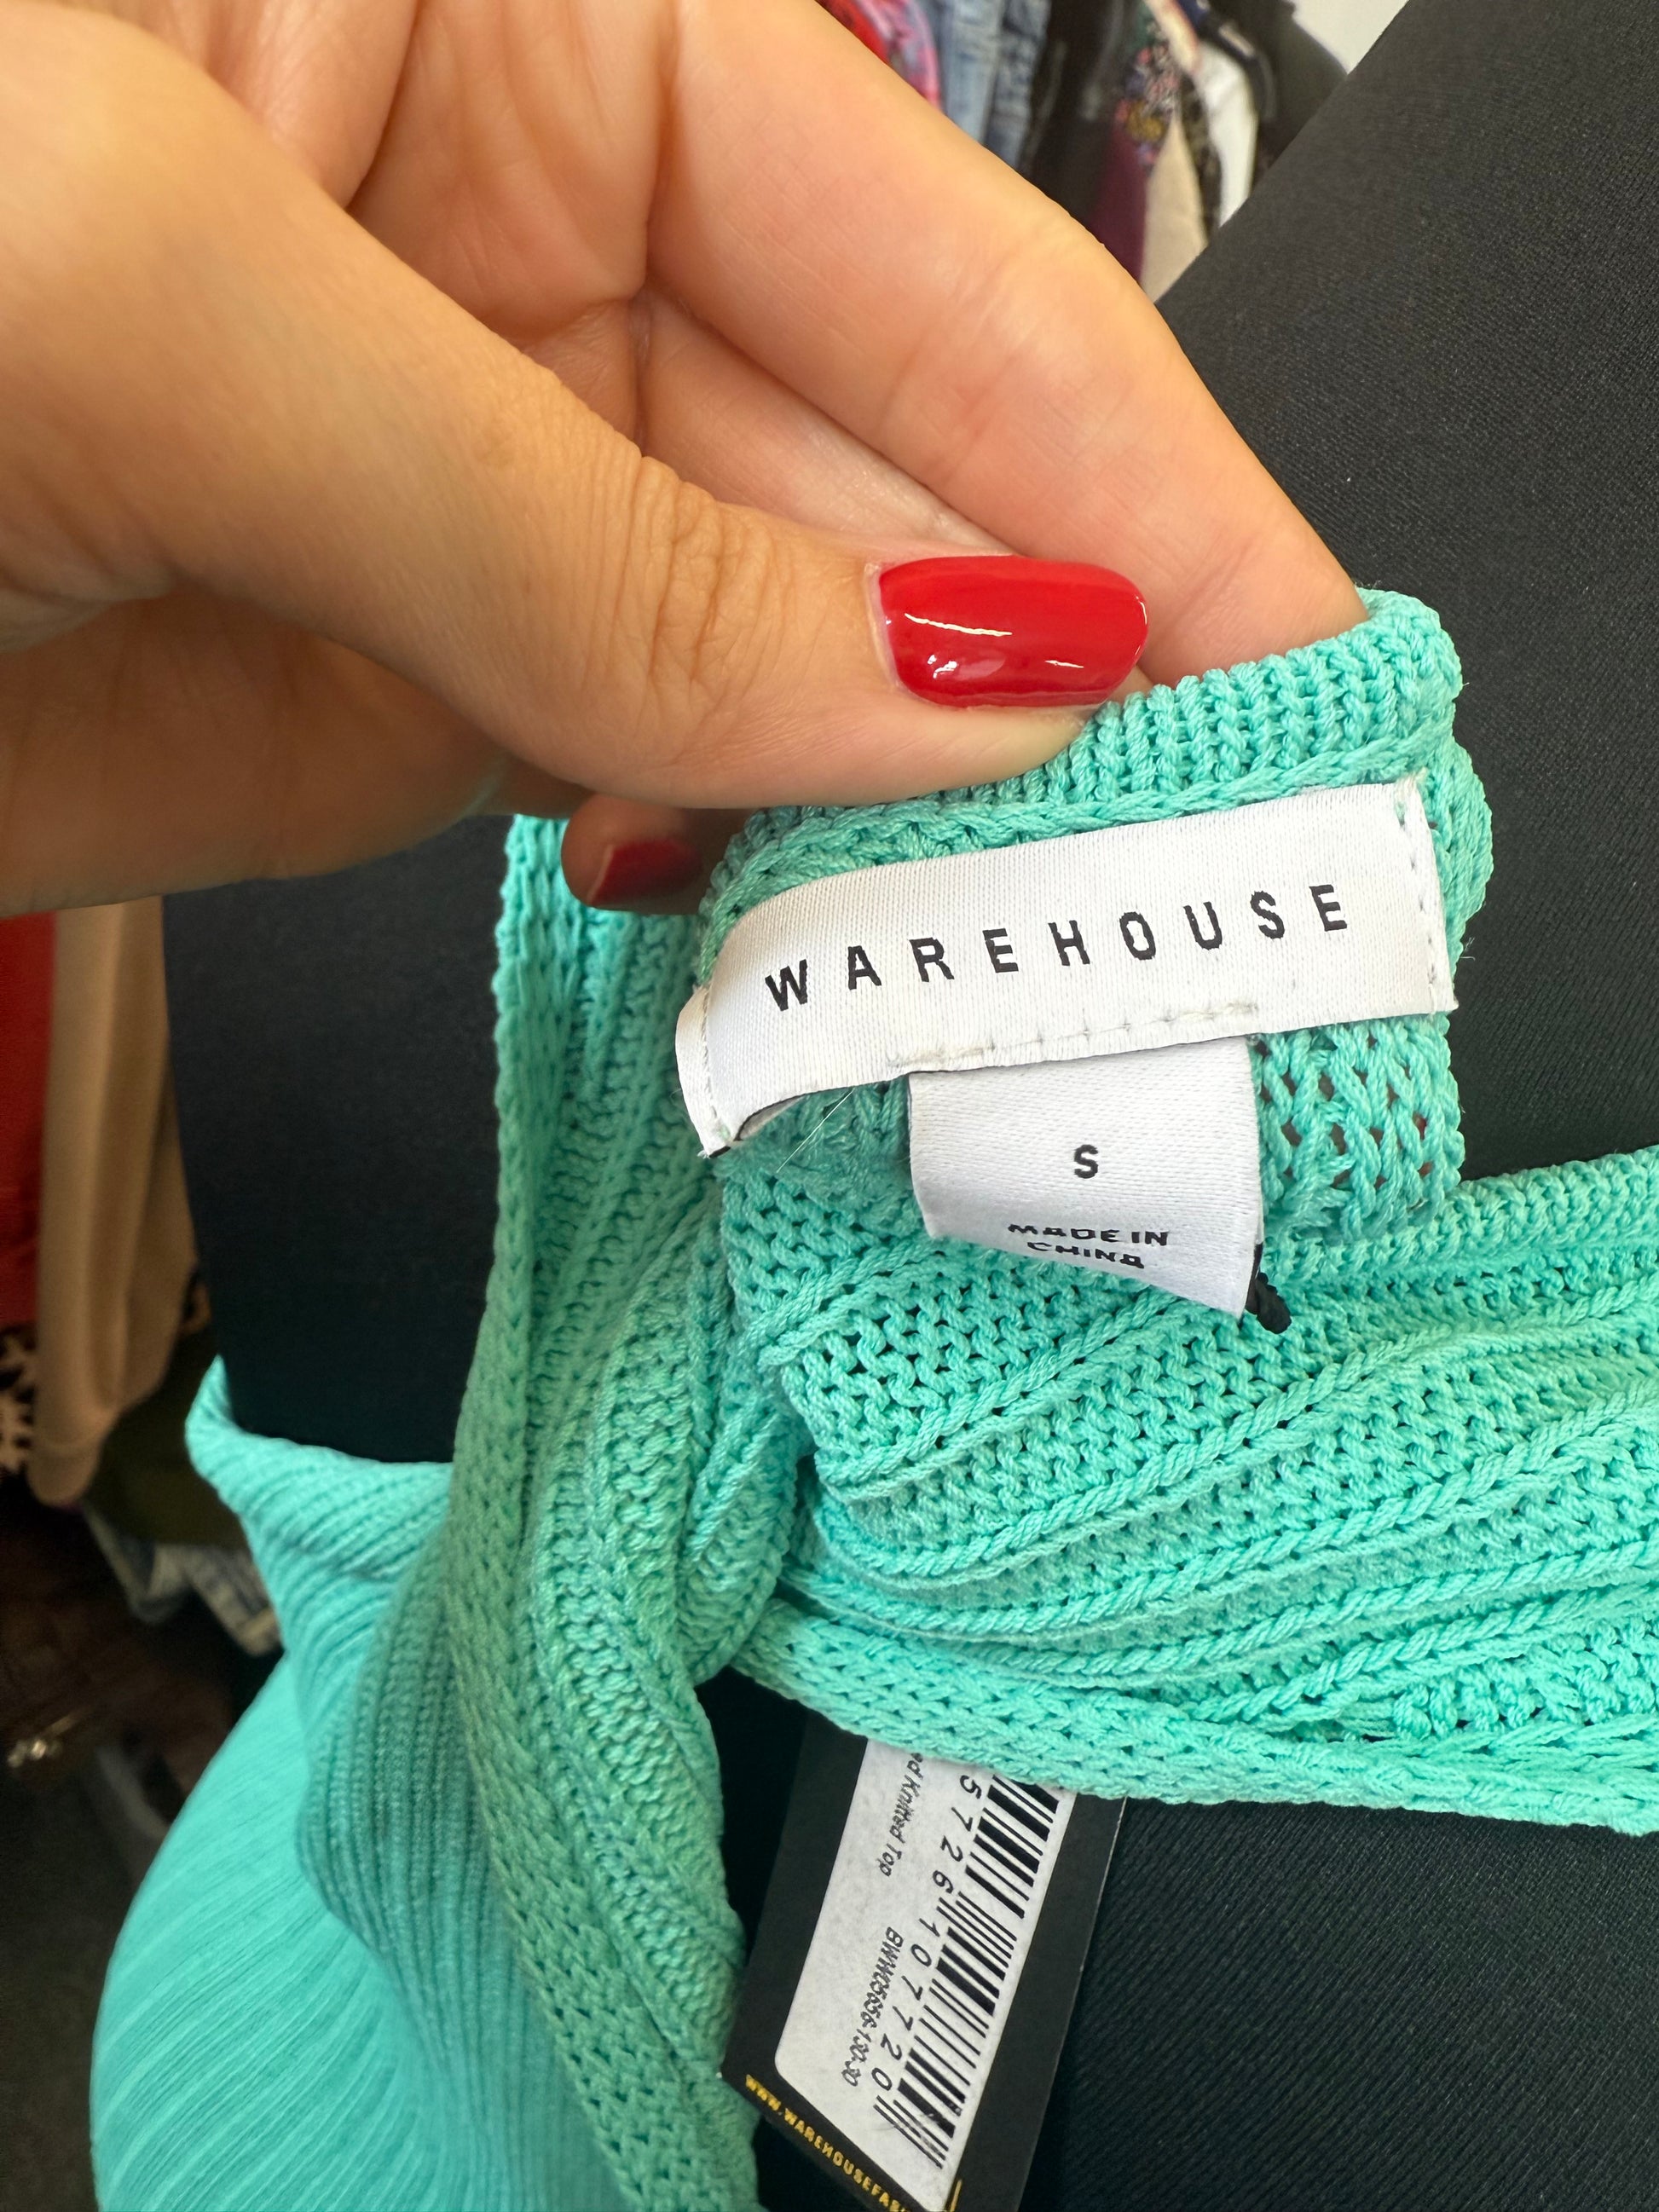 WAREHOUSE
S
MADE IN
CHINA
Knitted Top
5726107720